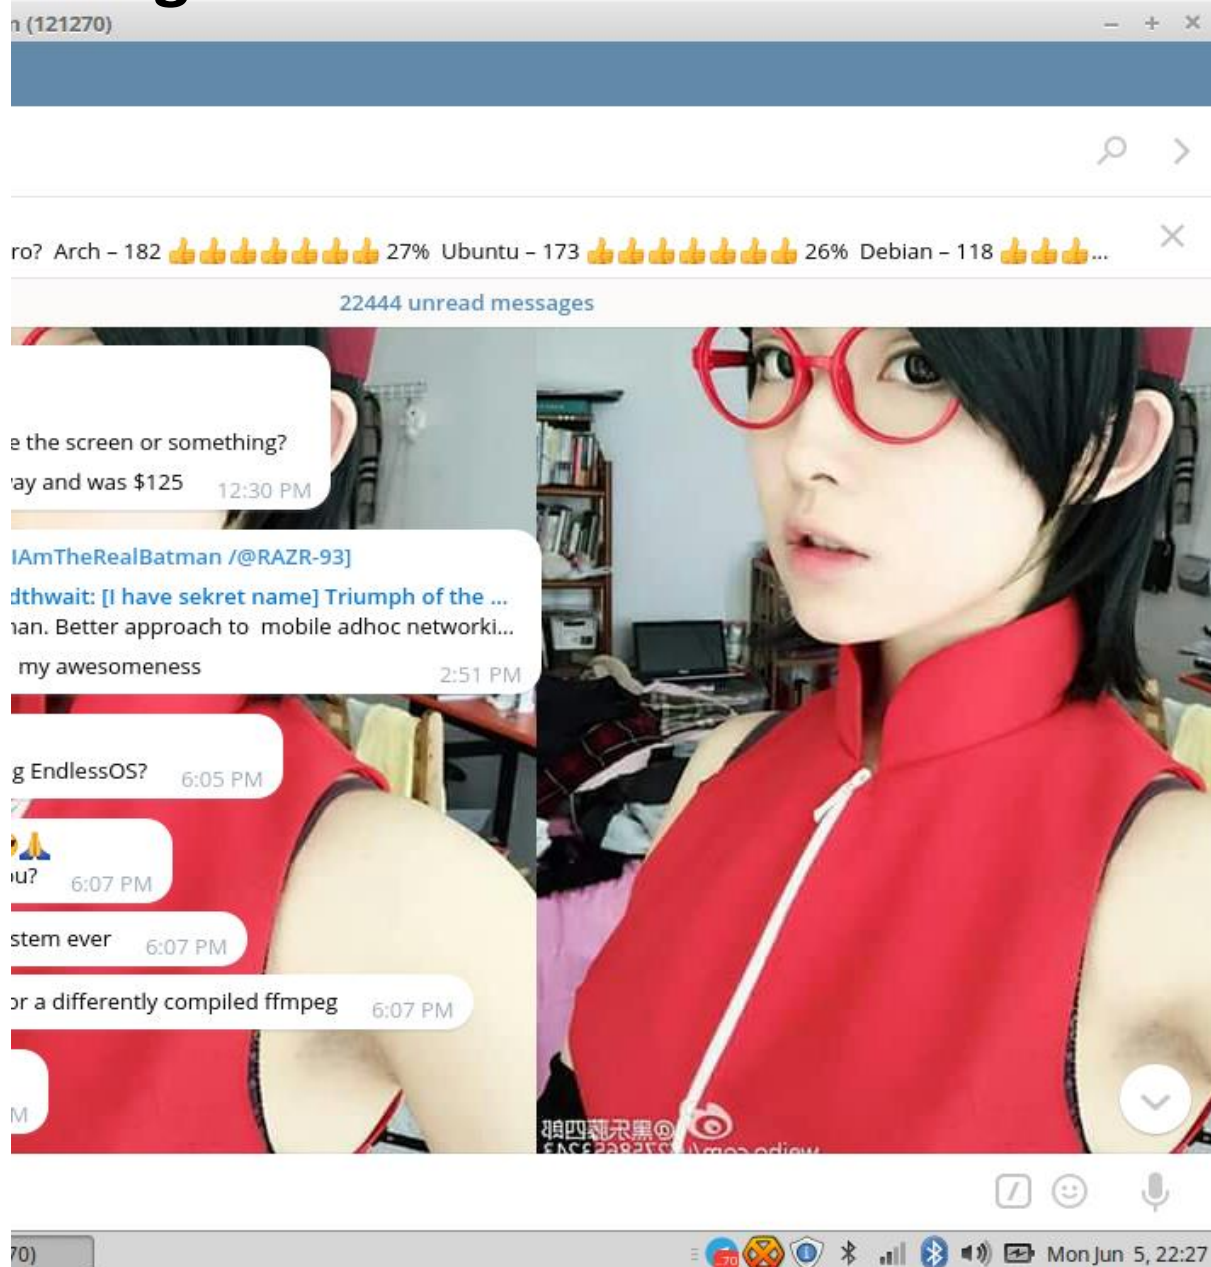 n (121270)
ro? Arch – 182 👍👍👍👍👍👍👍 27% Ubuntu – 173 👍👍👍👍👍👍👍 26% Debian – 118 👍👍👍...
22444 unread messages
e the screen or something?
ay and was $125 12:30 PM
IAmTheRealBatman /@RAZR-93]
dthwait: [I have sekret name] Triumph of the ...
nan. Better approach to mobile adhoc networki...
my awesomeness 2:51 PM
g EndlessOS? 6:05 PM
ou? 6:07 PM
stem ever 6:07 PM
or a differently compiled ffmpeg 6:07 PM
M
70) 70 Mon Jun 5, 22:27